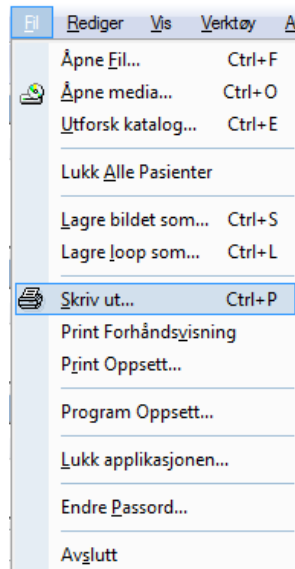 Fil Rediger Vis Verktøy A
Åpne Fil... Ctrl+F
Åpne media... Ctrl+O
Utforsk katalog... Ctrl+E
Lukk Alle Pasienter
Lagre bildet som... Ctrl+S
Lagre loop som... Ctrl+L
Skriv ut... Ctrl+P
Print Forhåndsvisning
Print Oppsett...
Program Oppsett...
Lukk applikasjonen...
Endre Passord...
Avslutt